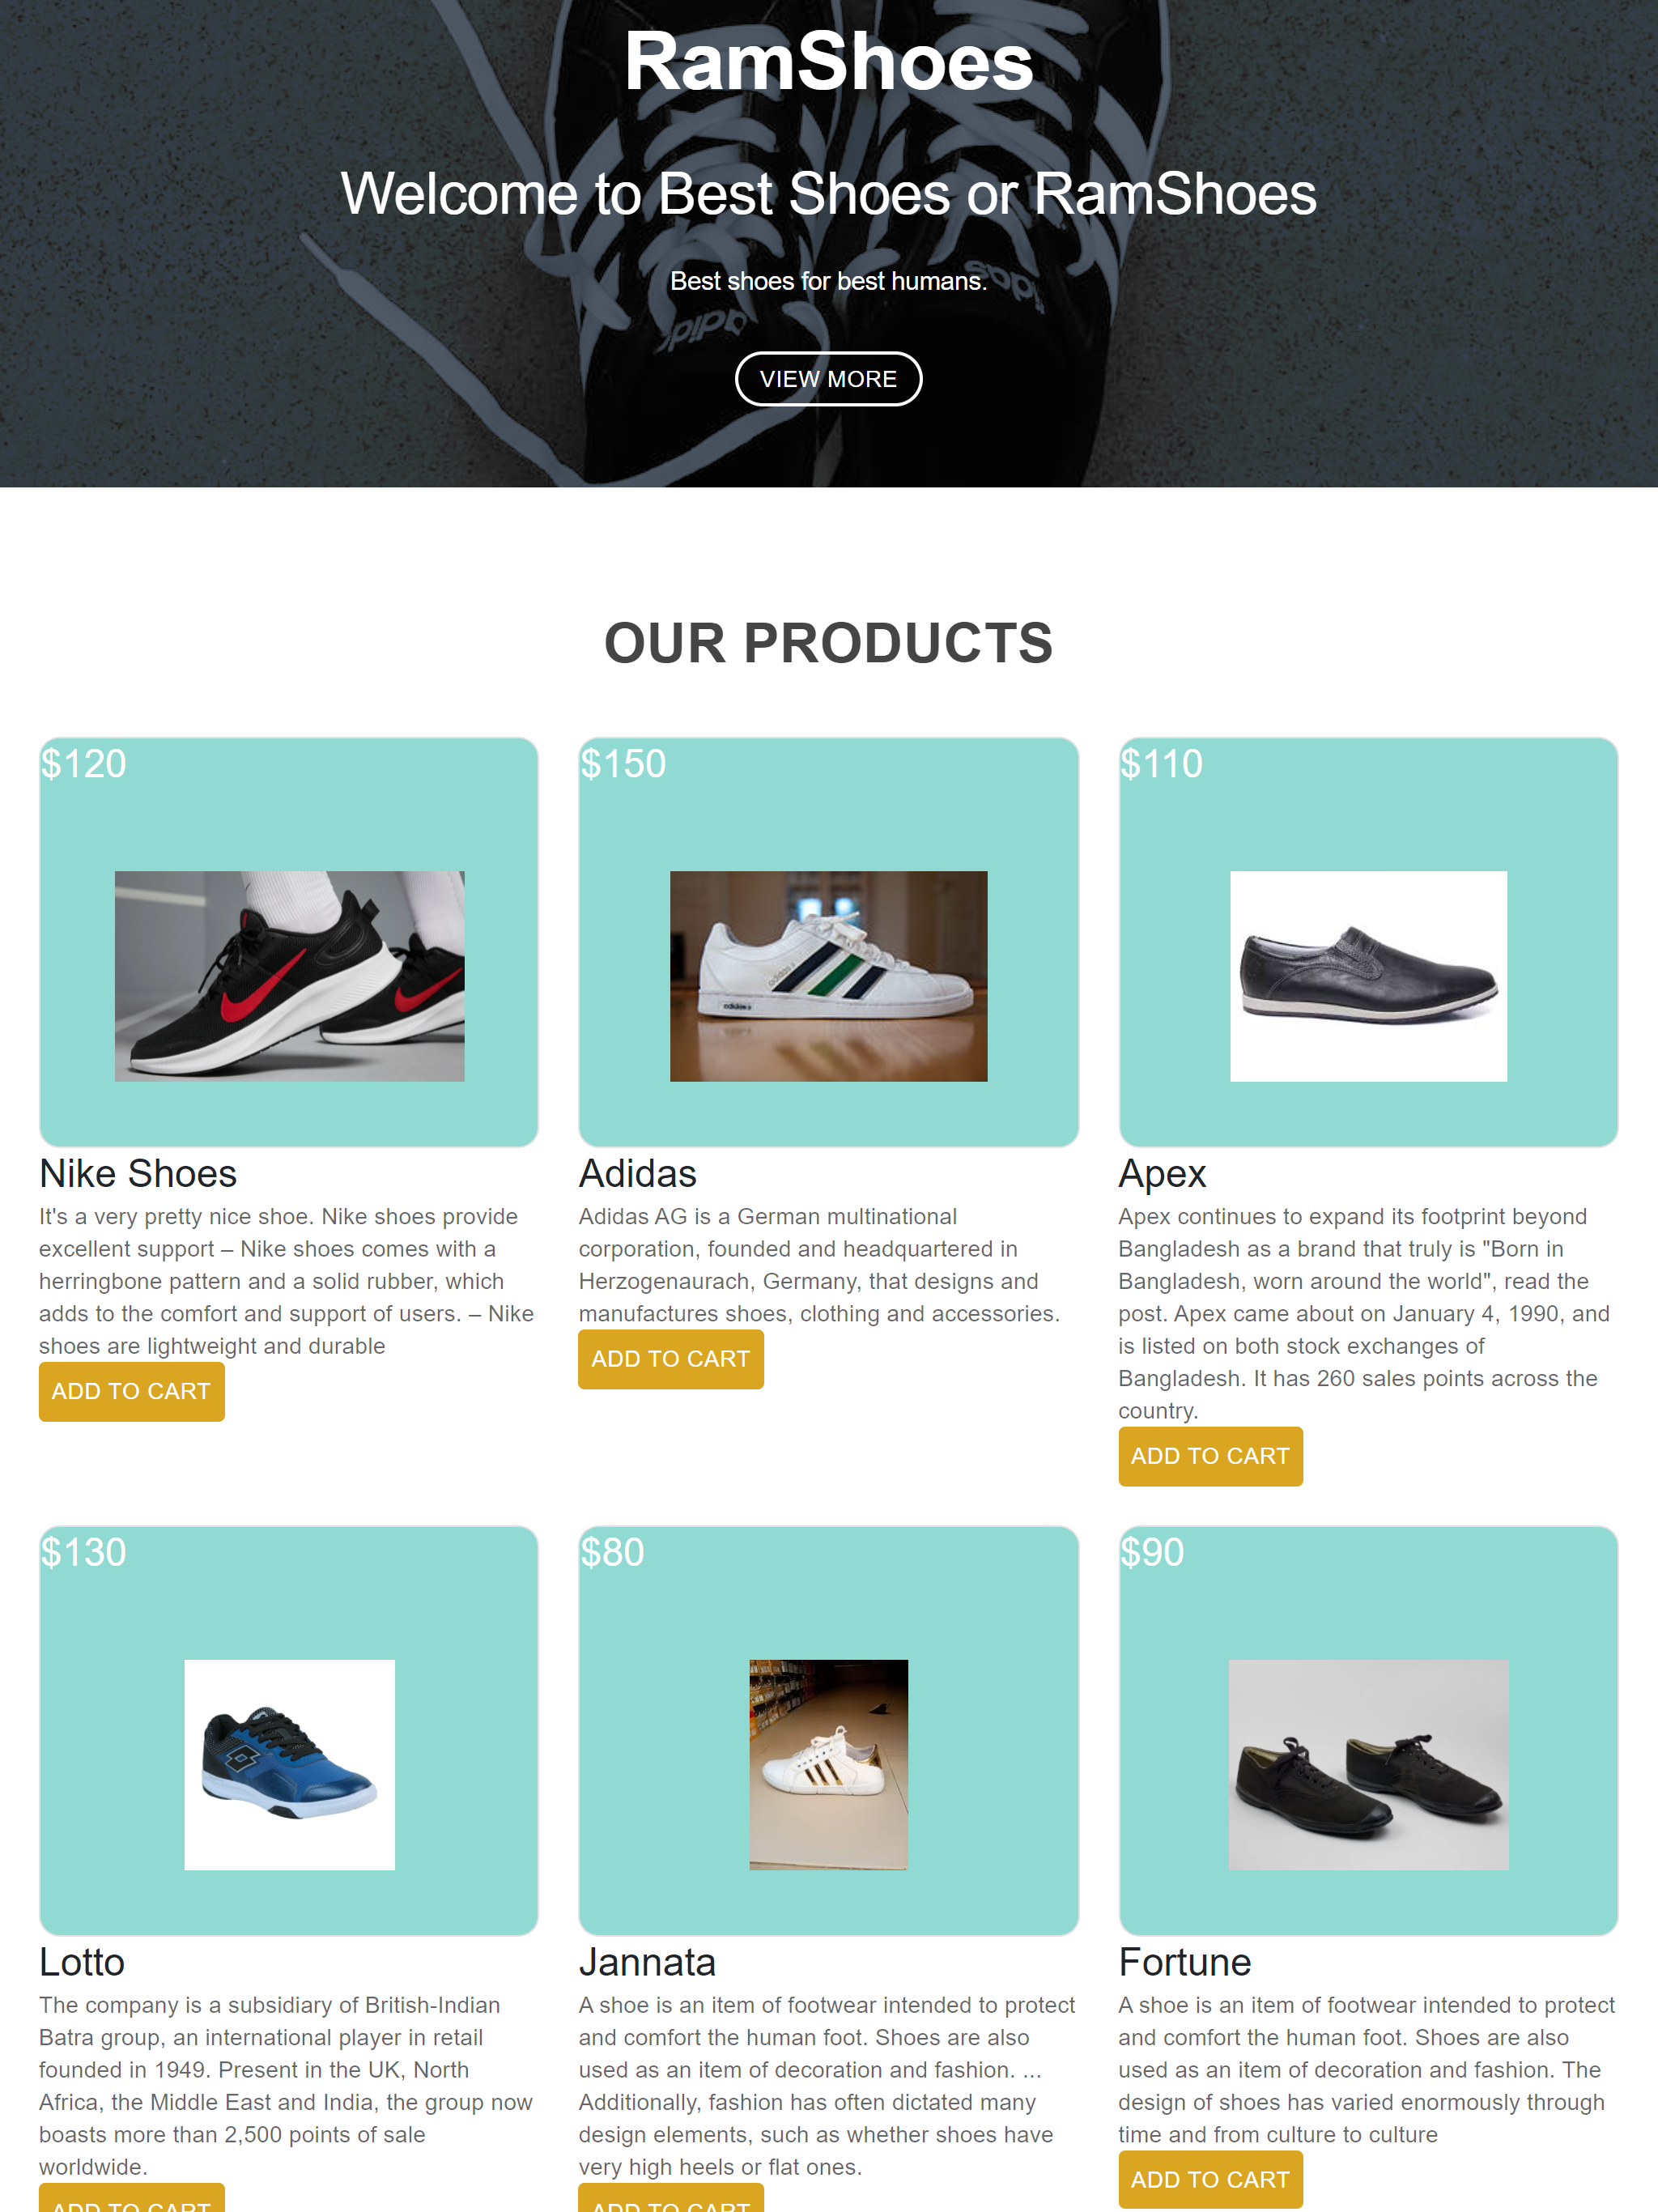 RamShoes
Welcome to Best Shoes or RamShoes
Best shoes for best humans.
VIEW MORE
OUR PRODUCTS
$120
Nike Shoes
It's a very pretty nice shoe. Nike shoes provide
excellent support – Nike shoes comes with a
herringbone pattern and a solid rubber, which
adds to the comfort and support of users. – Nike
shoes are lightweight and durable
ADD TO CART
$150
adidas
Adidas
Adidas AG is a German multinational
corporation, founded and headquartered in
Herzogenaurach, Germany, that designs and
manufactures shoes, clothing and accessories.
ADD TO CART
$110
Apex
Apex continues to expand its footprint beyond
Bangladesh as a brand that truly is "Born in
Bangladesh, worn around the world", read the
post. Apex came about on January 4, 1990, and
is listed on both stock exchanges of
Bangladesh. It has 260 sales points across the
country.
ADD TO CART
$130
Lotto
The company is a subsidiary of British-Indian
Batra group, an international player in retail
founded in 1949. Present in the UK, North
Africa, the Middle East and India, the group now
boasts more than 2,500 points of sale
worldwide.
ADD TO CART
$80
Jannata
A shoe is an item of footwear intended to protect
and comfort the human foot. Shoes are also
used as an item of decoration and fashion. ...
Additionally, fashion has often dictated many
design elements, such as whether shoes have
very high heels or flat ones.
ADD TO CART
$90
Fortune
A shoe is an item of footwear intended to protect
and comfort the human foot. Shoes are also
used as an item of decoration and fashion. The
design of shoes has varied enormously through
time and from culture to culture
ADD TO CART